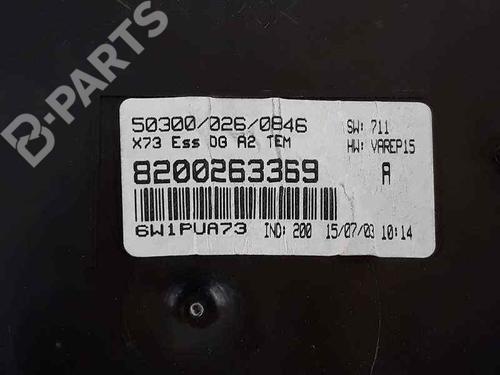 B-PARTS
50300/026/0846 SW: 711
X73 Ess DG A2 TEM HW: VAREP15
8200263369 A
6W1PUA73 IND: 200 15/07/03 10:14
B-PARTS